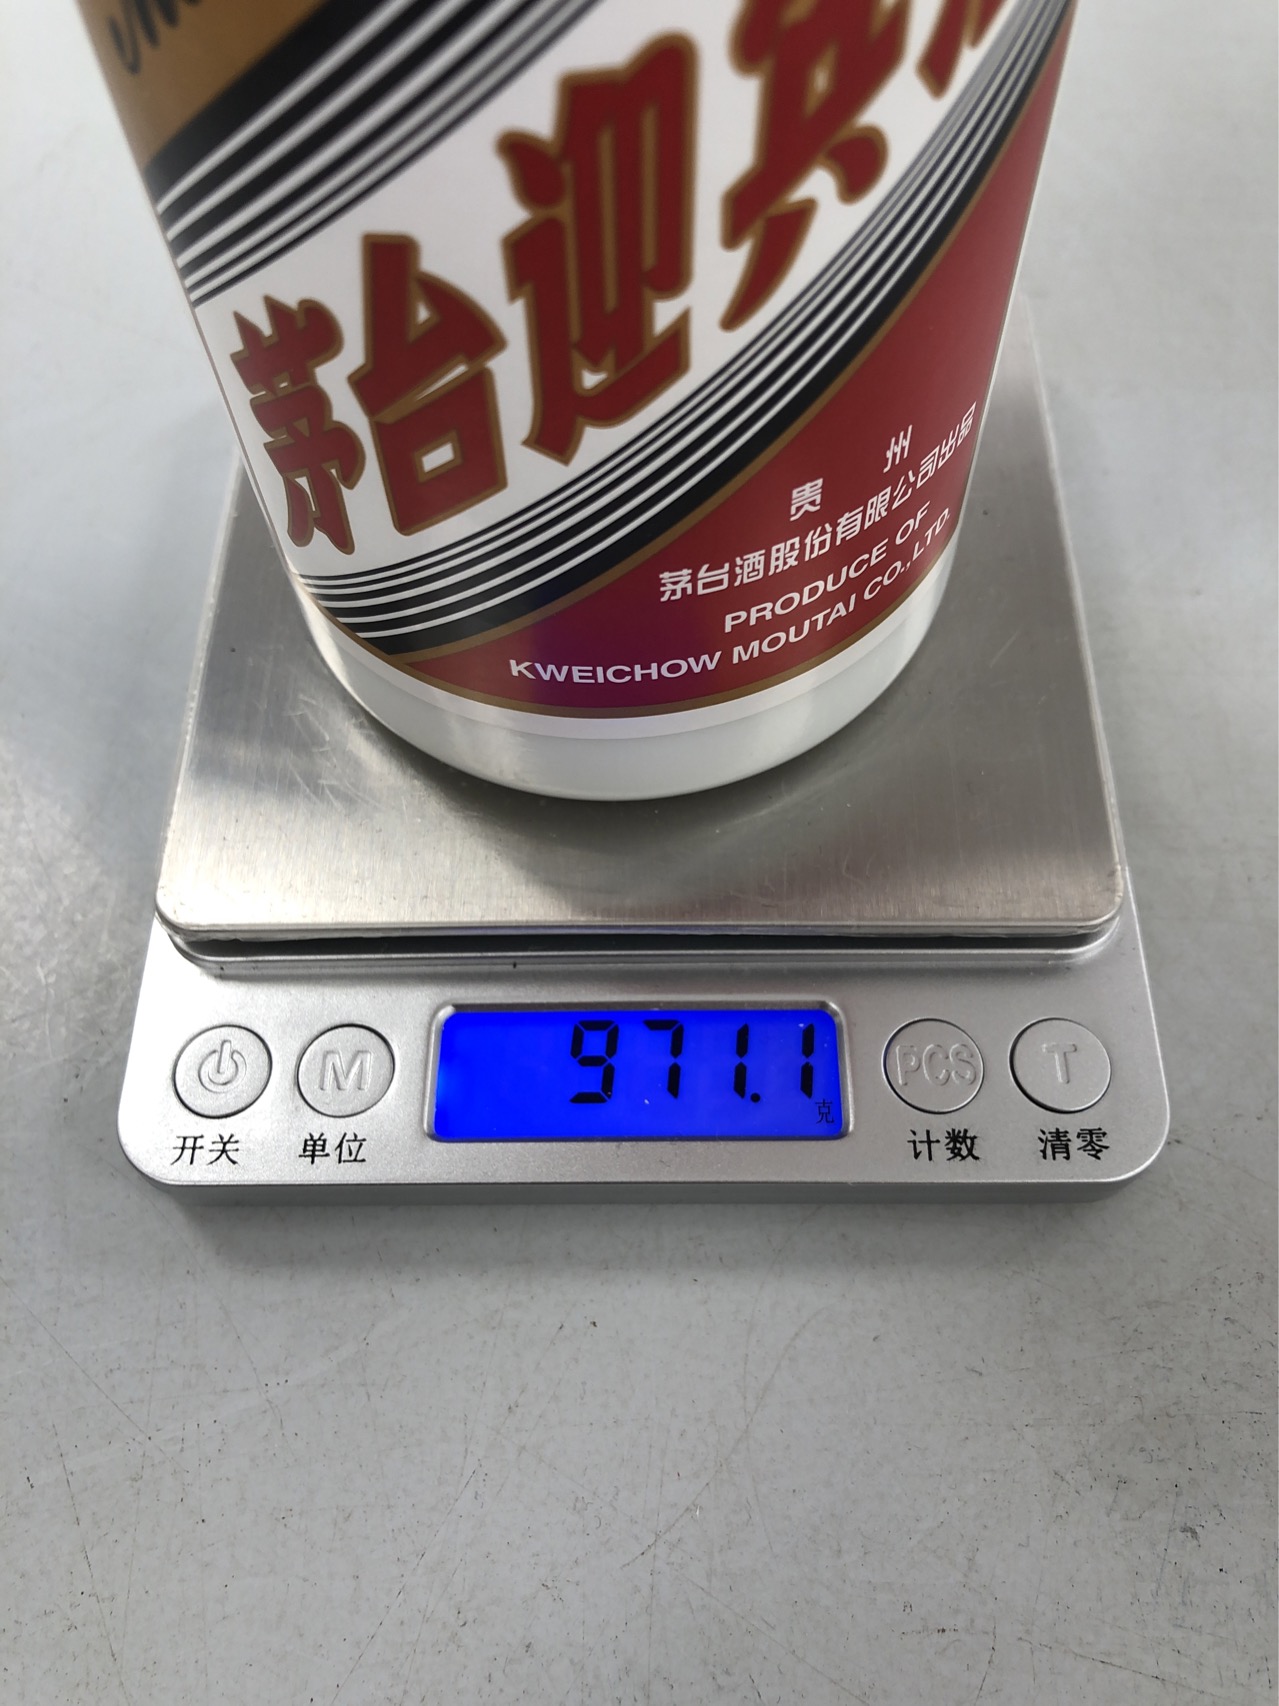 茅台迎宾
贵州
茅台酒股份有限公司出品
PRODUCE OF
KWEICHOW MOUTAI CO.,LTD.
971.1
克
M
PCS
T
开关
单位
计数
清零